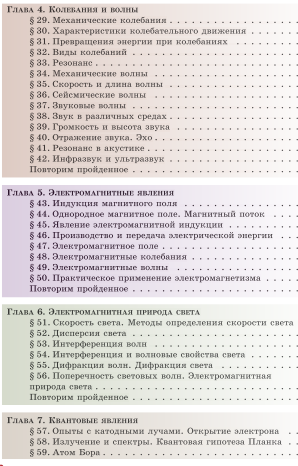 Глава 4. Колебания и волны
§ 29. Механические колебания . . . . . . . . . . . . . . . . . .
§ 30. Характеристики колебательного движения . . . . . . .
§ 31. Превращения энергии при колебаниях . . . . . . . . .
§ 32. Виды колебаний . . . . . . . . . . . . . . . . . . . . . . .
§ 33. Резонанс . . . . . . . . . . . . . . . . . . . . . . . . . . . .
§ 34. Механические волны . . . . . . . . . . . . . . . . . . . .
§ 35. Скорость и длина волны . . . . . . . . . . . . . . . . . .
§ 36. Сейсмические волны . . . . . . . . . . . . . . . . . . . .
§ 37. Звуковые волны . . . . . . . . . . . . . . . . . . . . . . .
§ 38. Звук в различных средах . . . . . . . . . . . . . . . . . .
§ 39. Громкость и высота звука . . . . . . . . . . . . . . . . .
§ 40. Отражение звука. Эхо . . . . . . . . . . . . . . . . . . . .
§ 41. Резонанс в акустике . . . . . . . . . . . . . . . . . . . . .
§ 42. Инфразвук и ультразвук . . . . . . . . . . . . . . . . . .
Повторим пройденное . . . . . . . . . . . . . . . . . . . . . .
Глава 5. Электромагнитные явления
§ 43. Индукция магнитного поля . . . . . . . . . . . . . . . .
§ 44. Однородное магнитное поле. Магнитный поток . . . .
§ 45. Явление электромагнитной индукции . . . . . . . . .
§ 46. Производство и передача электрической энергии . . .
§ 47. Электромагнитное поле . . . . . . . . . . . . . . . . . .
§ 48. Электромагнитные колебания . . . . . . . . . . . . . .
§ 49. Электромагнитные волны . . . . . . . . . . . . . . . . .
§ 50. Практическое применение электромагнетизма . . . .
Повторим пройденное . . . . . . . . . . . . . . . . . . . . . .
Глава 6. Электромагнитная природа света
§ 51. Скорость света. Методы определения скорости света
§ 52. Дисперсия света . . . . . . . . . . . . . . . . . . . . . . .
§ 53. Интерференция волн . . . . . . . . . . . . . . . . . . . .
§ 54. Интерференция и волновые свойства света . . . . . .
§ 55. Дифракция волн. Дифракция света . . . . . . . . . . .
§ 56. Поперечность световых волн. Электромагнитная
природа света . . . . . . . . . . . . . . . . . . . . . . . . . . . .
Повторим пройденное . . . . . . . . . . . . . . . . . . . . . .
Глава 7. Квантовые явления
§ 57. Опыты с катодными лучами. Открытие электрона . .
§ 58. Излучение и спектры. Квантовая гипотеза Планка . .
§ 59. Атом Бора . . . . . . . . . . . . . . . . . . . . . . . . . . .